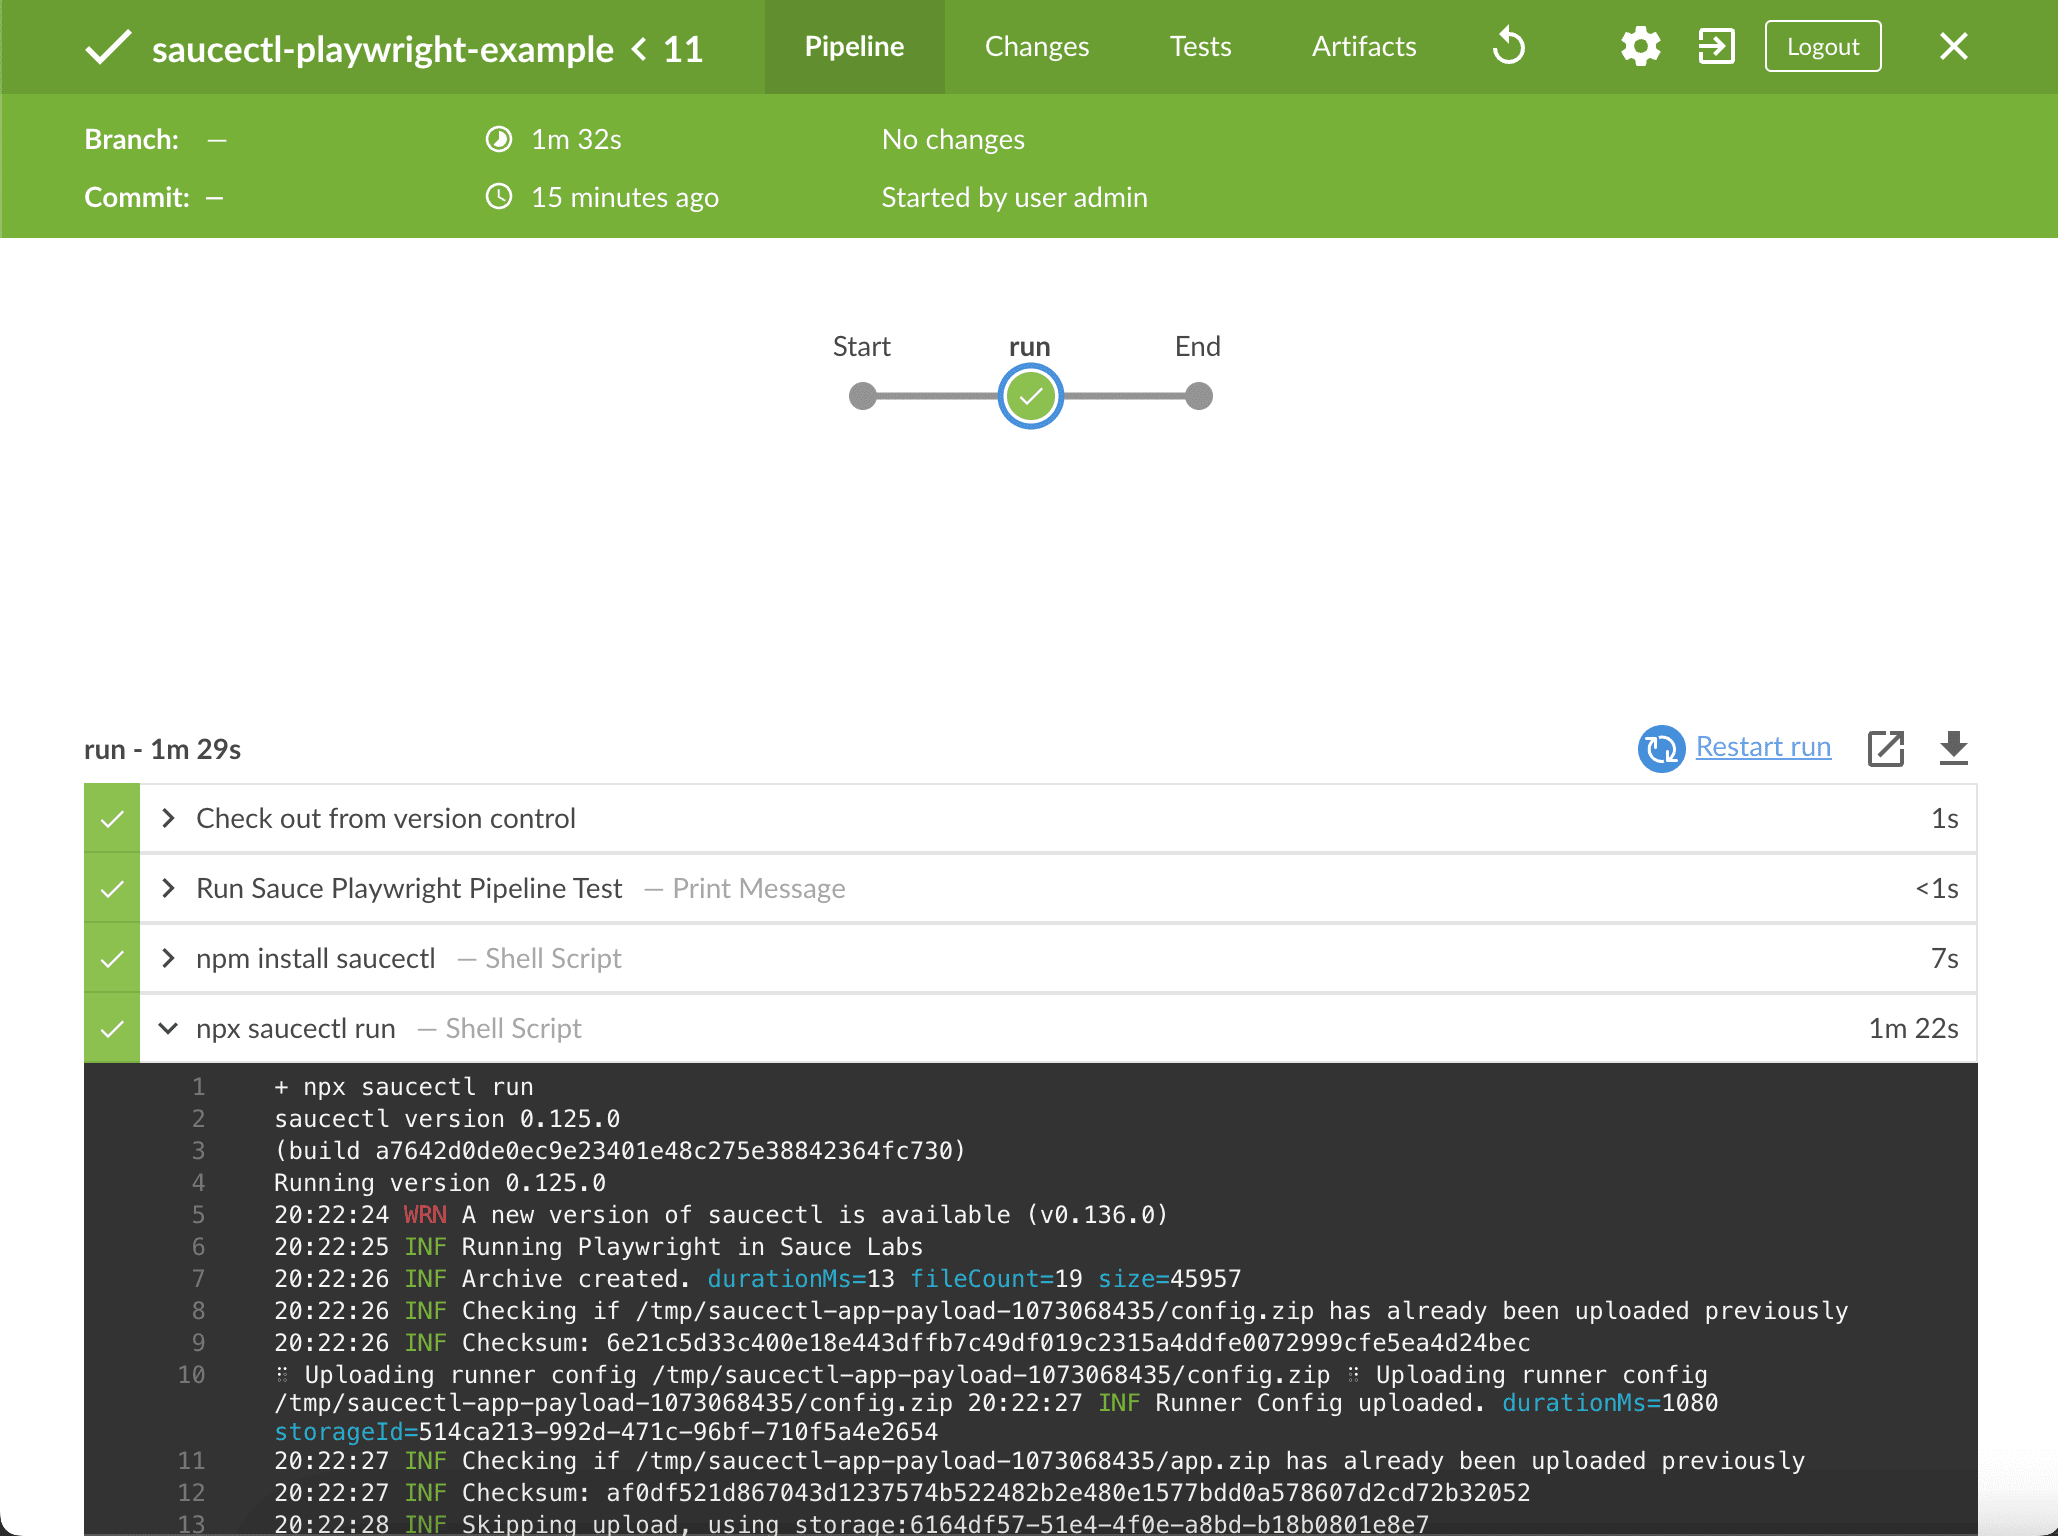 saucectl-playwright-example < 11
Pipeline
Changes
Tests
Artifacts
Logout
Branch: —
1m 32s
No changes
Commit: —
15 minutes ago
Started by user admin
Start
run
End
run - 1m 29s
Restart run
Check out from version control
1s
Run Sauce Playwright Pipeline Test — Print Message
<1s
npm install saucectl — Shell Script
7s
npx saucectl run — Shell Script
1m 22s
1 + npx saucectl run
2 saucectl version 0.125.0
3 (build a7642d0de0ec9e23401e48c275e38842364fc730)
4 Running version 0.125.0
5 20:22:24 WRN A new version of saucectl is available (v0.136.0)
6 20:22:25 INF Running Playwright in Sauce Labs
7 20:22:26 INF Archive created. durationMs=13 fileCount=19 size=45957
8 20:22:26 INF Checking if /tmp/saucectl-app-payload-1073068435/config.zip has already been uploaded previously
9 20:22:26 INF Checksum: 6e21c5d33c400e18e443dffb7c49df019c2315a4ddfe0072999cfe5ea4d24bec
10 ⠿ Uploading runner config /tmp/saucectl-app-payload-1073068435/config.zip ⠿ Uploading runner config
/tmp/saucectl-app-payload-1073068435/config.zip 20:22:27 INF Runner Config uploaded. durationMs=1080
storageId=514ca213-992d-471c-96bf-710f5a4e2654
11 20:22:27 INF Checking if /tmp/saucectl-app-payload-1073068435/app.zip has already been uploaded previously
12 20:22:27 INF Checksum: af0df521d867043d1237574b522482b2e480e1577bdd0a578607d2cd72b32052
13 20:22:28 INF Skipping upload, using storage:6164df57-51e4-4f0e-a8bd-b18b0801e8e7